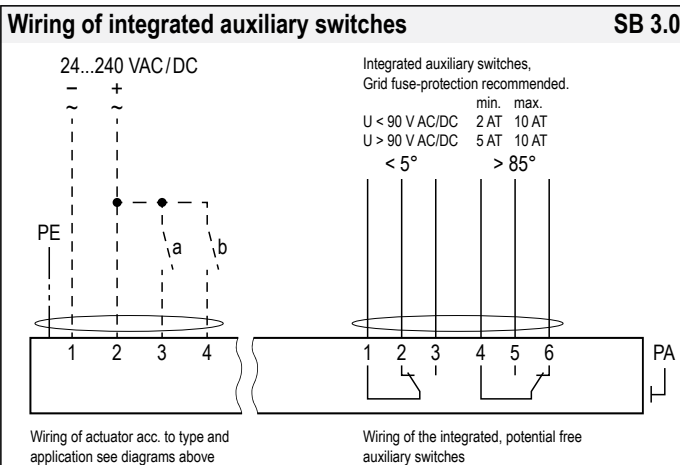 Wiring of integrated auxiliary switches SB 3.0
24...240 VAC/DC
– +
~ ~
Integrated auxiliary switches,
Grid fuse-protection recommended.
min. max.
U < 90 V AC/DC 2 AT 10 AT
U > 90 V AC/DC 5 AT 10 AT
< 5° > 85°
PE
a b
1 2 3 4 1 2 3 4 5 6 PA
Wiring of actuator acc. to type and
application see diagrams above
Wiring of the integrated, potential free
auxiliary switches